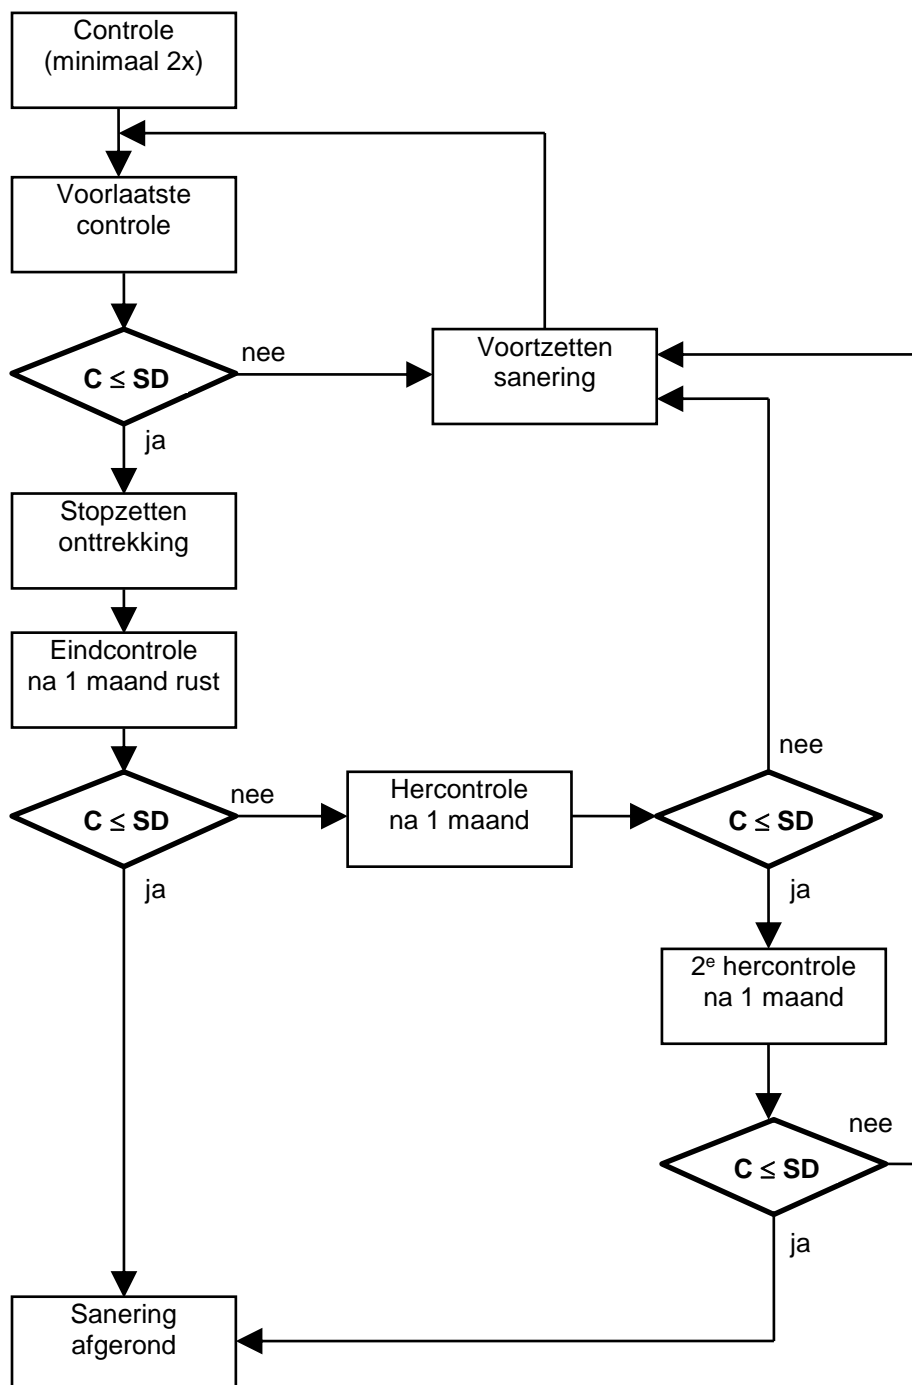 Controle
(minimaal 2x)
Voorlaatste
controle
C ≤ SD
nee
ja
Voortzetten
sanering
Stopzetten
onttrekking
Eindcontrole
na 1 maand rust
C ≤ SD
nee
ja
Hercontrole
na 1 maand
C ≤ SD
nee
ja
2e hercontrole
na 1 maand
C ≤ SD
nee
ja
Sanering
afgerond